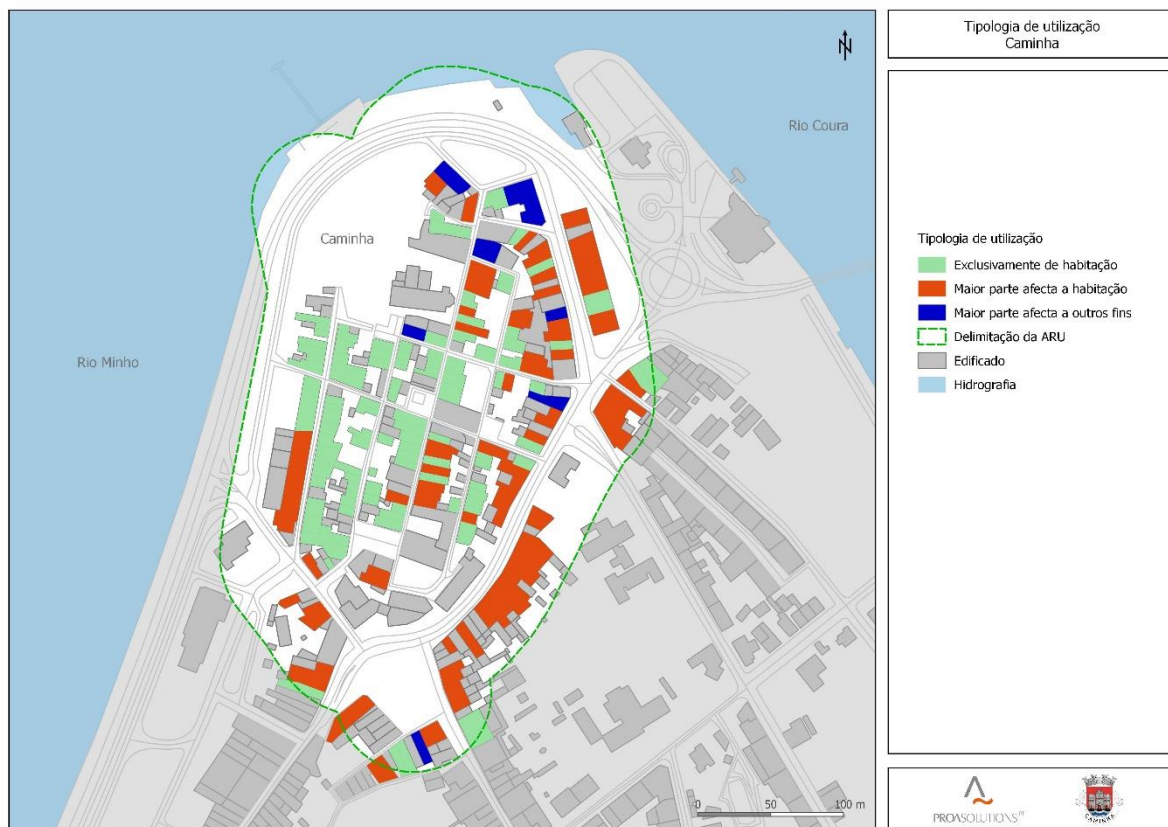 Tipologia de utilização
Caminha
N
Rio Coura
Caminha
Rio Minho
Tipologia de utilização
Exclusivamente de habitação
Maior parte afecta a habitação
Maior parte afecta a outros fins
Delimitação da ARU
Edificado
Hidrografia
0 50 100 m
PROASOLUTIONS
CAMINHA